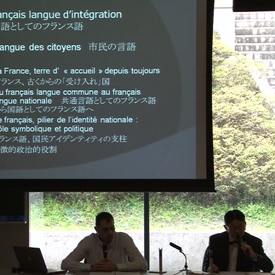 ançais langue d'intégration
語としてのフランス語
angue des citoyens 市民の言語
a France, terre d' « accueil » depuis toujours
ランス、古くからの「受け入れ」国
u français langue commune au français
ngue nationale 共通言語としてのフランス語
ら国語としてのフランス語へ
e français, pilier de l'identité nationale :
ôle symbolique et politique
ランス語、国民アイデンティティの支柱
徴的政治的役割